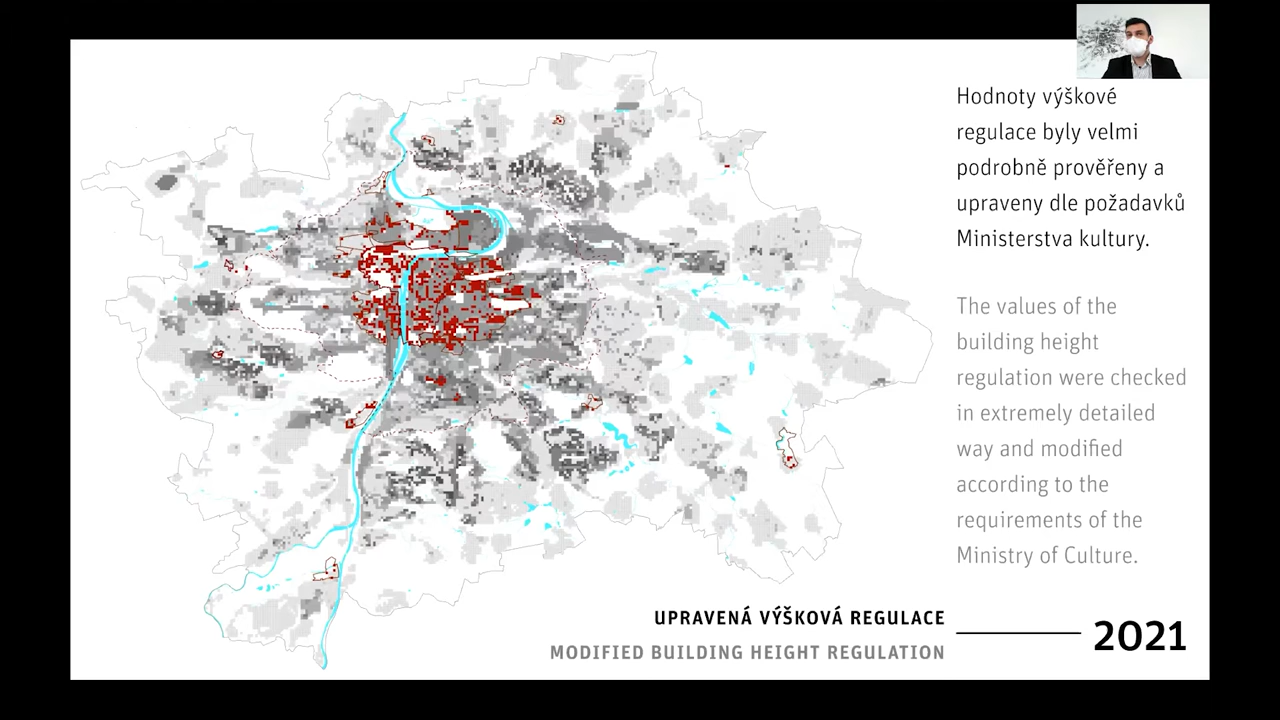 Hodnoty výškové
regulace byly velmi
podrobně prověřeny a
upraveny dle požadavků
Ministerstva kultury.
The values of the
building height
regulation were checked
in extremely detailed
way and modified
according to the
requirements of the
Ministry of Culture.
UPRAVENÁ VÝŠKOVÁ REGULACE
MODIFIED BUILDING HEIGHT REGULATION
2021